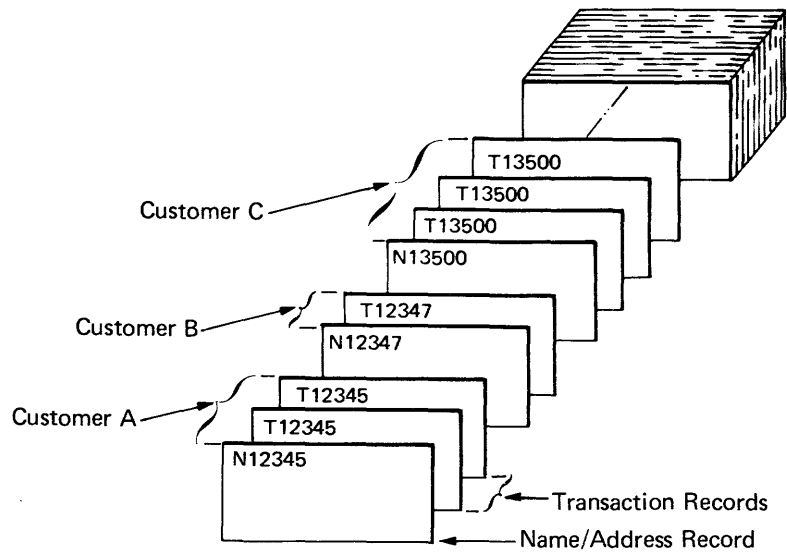 T13500
T13500
Customer C
T13500
N13500
T12347
Customer B
N12347
T12345
Customer A
T12345
N12345
Transaction Records
Name/Address Record